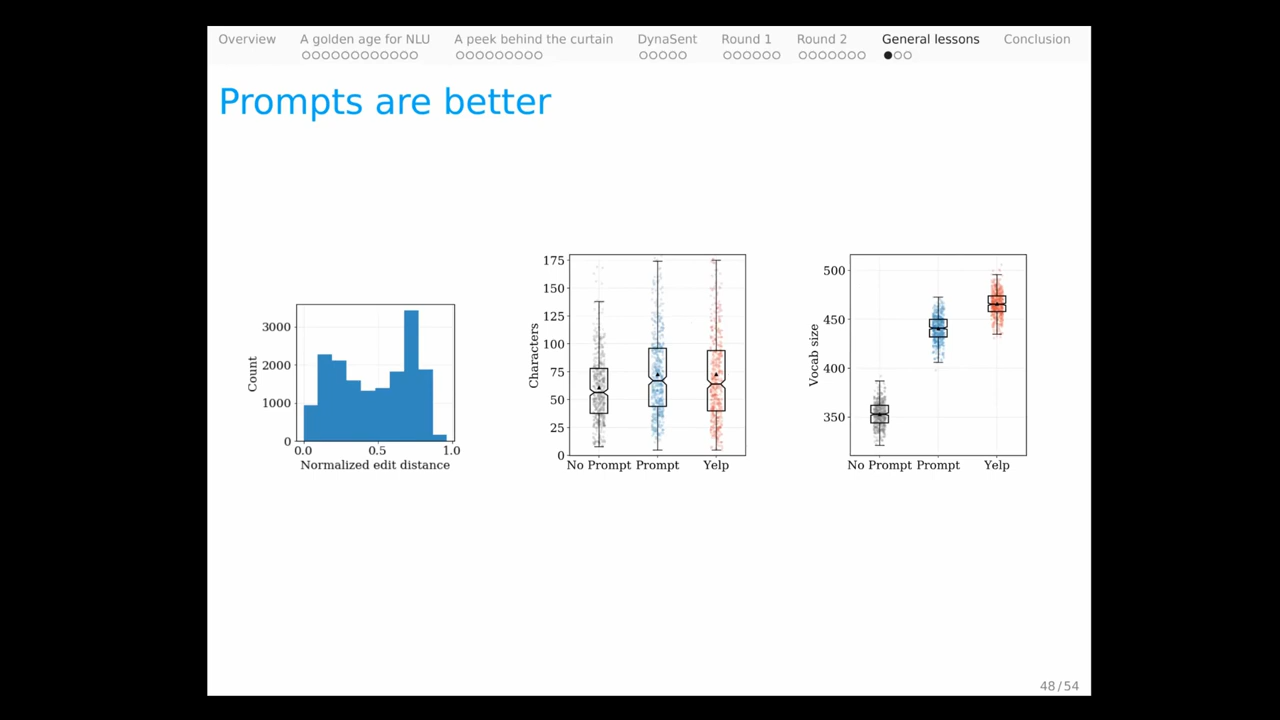 Overview A golden age for NLU A peek behind the curtain DynaSent Round 1 Round 2 General lessons Conclusion
Prompts are better
3000
2000
1000
0
Count
0.0 0.5 1.0
Normalized edit distance
175
150
125
100
75
50
25
0
Characters
No Prompt Prompt Yelp
500
450
400
350
Vocab size
No Prompt Prompt Yelp
48/54